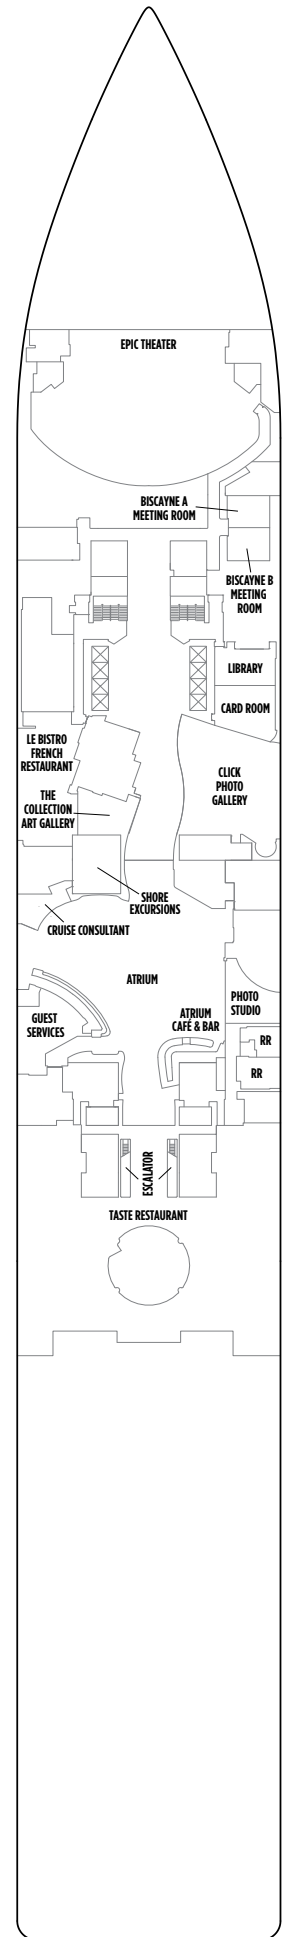 EPIC THEATER
BISCAYNE A
MEETING ROOM
BISCAYNE B
MEETING
ROOM
LIBRARY
CARD ROOM
LE BISTRO
FRENCH
RESTAURANT
CLICK
PHOTO
GALLERY
THE
COLLECTION
ART GALLERY
SHORE
EXCURSIONS
CRUISE CONSULTANT
ATRIUM
PHOTO
STUDIO
GUEST
SERVICES
ATRIUM
CAFÉ & BAR
RR
RR
ESCALATOR
TASTE RESTAURANT